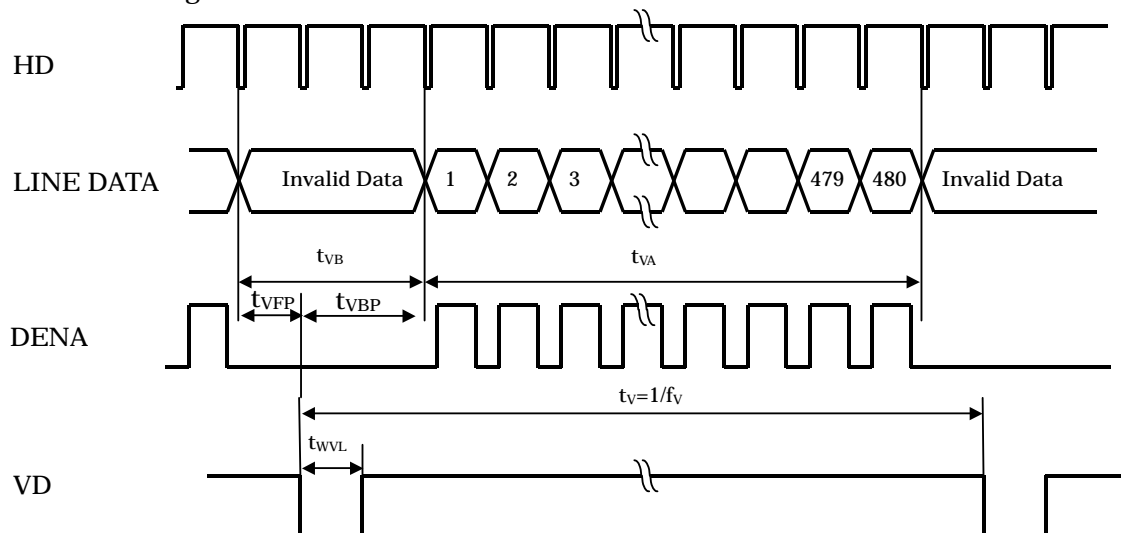 HD
LINE DATA
Invalid Data 1 2 3 479 480 Invalid Data
tVB tVA
tVFP tVBP
DENA
tV=1/fV
tWVL
VD